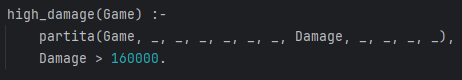 high_damage(Game) :-
    partita(Game, _, _, _, _, _, _, Damage, _, _, _, _),
    Damage > 160000.